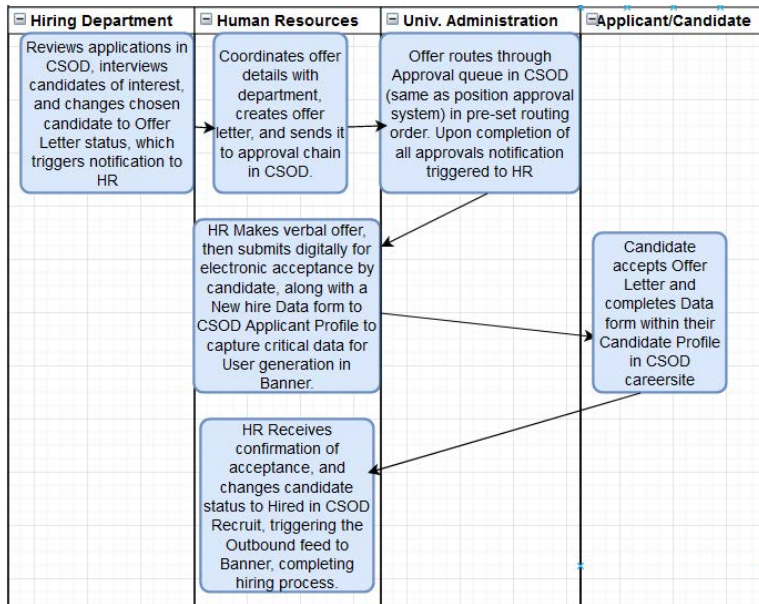 Hiring Department
Human Resources
Univ. Administration
Applicant/Candidate
Reviews applications in
CSOD, interviews
candidates of interest,
and changes chosen
candidate to Offer
Letter status, which
triggers notification to
HR
Coordinates offer
details with
department,
creates offer
letter, and sends it
to approval chain
in CSOD.
Offer routes through
Approval queue in CSOD
(same as position approval
system) in pre-set routing
order. Upon completion of
all approvals notification
triggered to HR
HR Makes verbal offer,
then submits digitally for
electronic acceptance by
candidate, along with a
New hire Data form to
CSOD Applicant Profile to
capture critical data for
User generation in
Banner.
Candidate
accepts Offer
Letter and
completes Data
form within their
Candidate Profile
in CSOD
careersite
HR Receives
confirmation of
acceptance, and
changes candidate
status to Hired in CSOD
Recruit, triggering the
Outbound feed to
Banner, completing
hiring process.